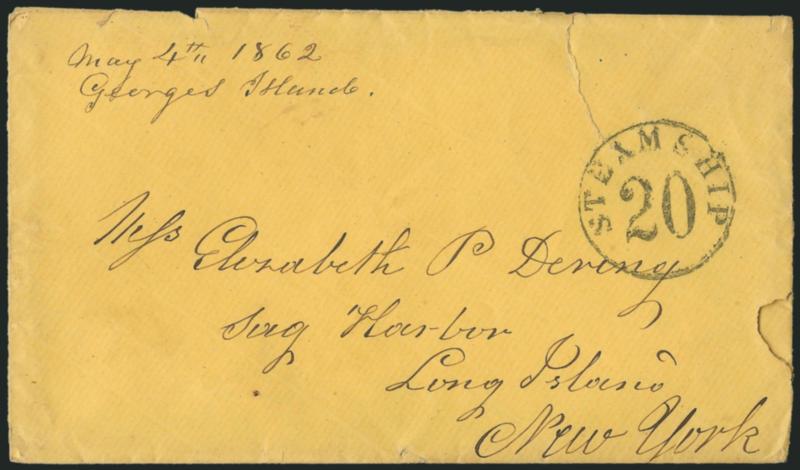 May 4th 1862
Georges Island.
STEAMSHIP
20
Miss Elizabeth P Dering
Sag Harbor
Long Island
New York